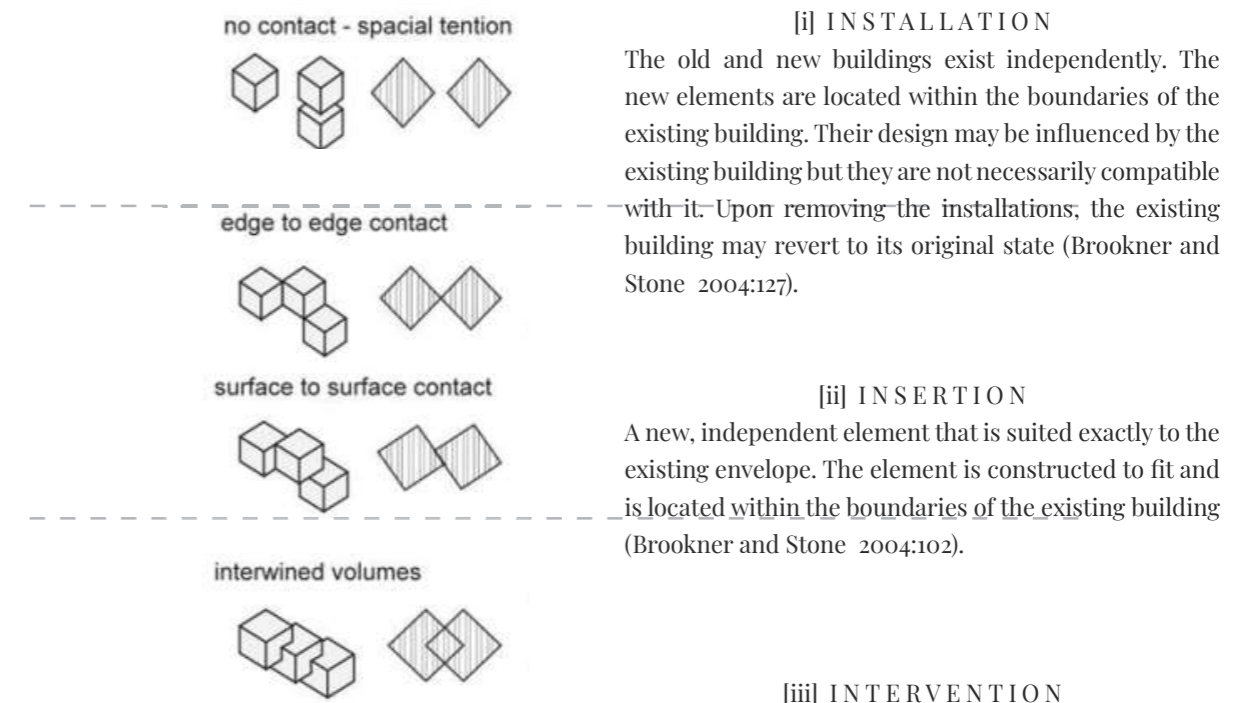 no contact - spacial tention
edge to edge contact
surface to surface contact
interwined volumes
[i] INSTALLATION
The old and new buildings exist independently. The
new elements are located within the boundaries of the
existing building. Their design may be influenced by the
existing building but they are not necessarily compatible
with it. Upon removing the installations, the existing
building may revert to its original state (Brookner and
Stone 2004:127).
[ii] INSERTION
A new, independent element that is suited exactly to the
existing envelope. The element is constructed to fit and
is located within the boundaries of the existing building
(Brookner and Stone 2004:102).
[iii] INTERVENTION